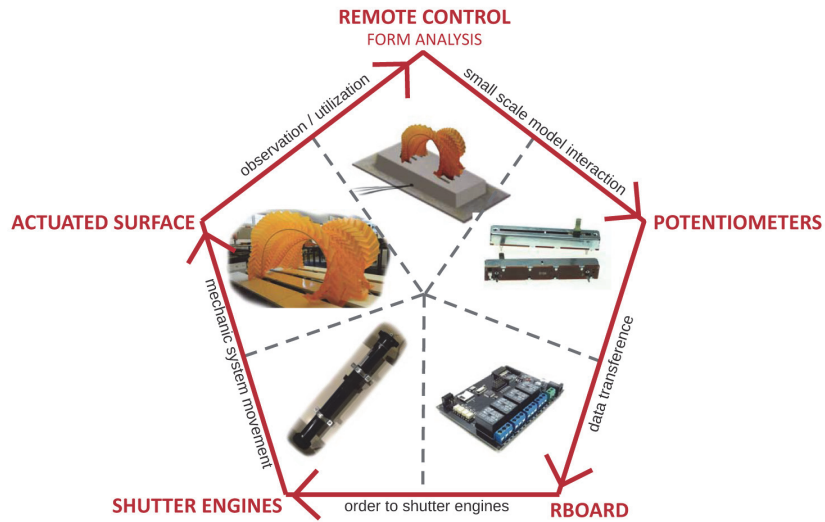 REMOTE CONTROL
FORM ANALYSIS
observation / utilization
small scale model interaction
ACTUATED SURFACE
POTENTIOMETERS
mechanic system movement
data transference
SHUTTER ENGINES
order to shutter engines
RBOARD